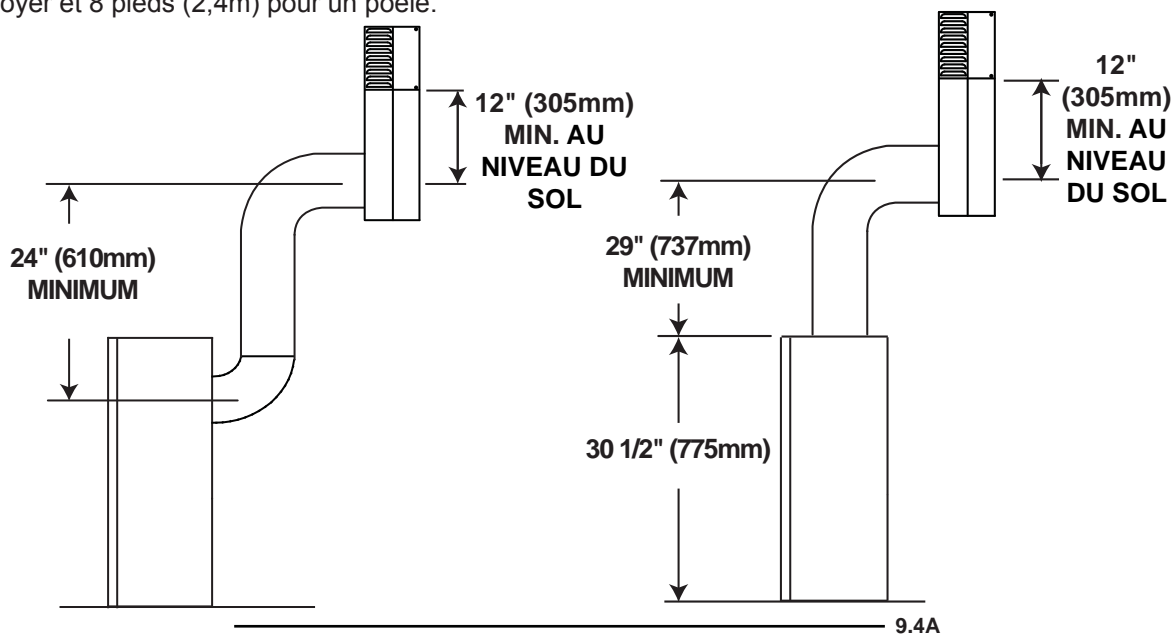 oyer et 8 pieds (2,4m) pour un poêle.
12" (305mm)
MIN. AU
NIVEAU DU
SOL
24" (610mm)
MINIMUM
12"
(305mm)
MIN. AU
NIVEAU
DU SOL
29" (737mm)
MINIMUM
30 1/2" (775mm)
9.4A